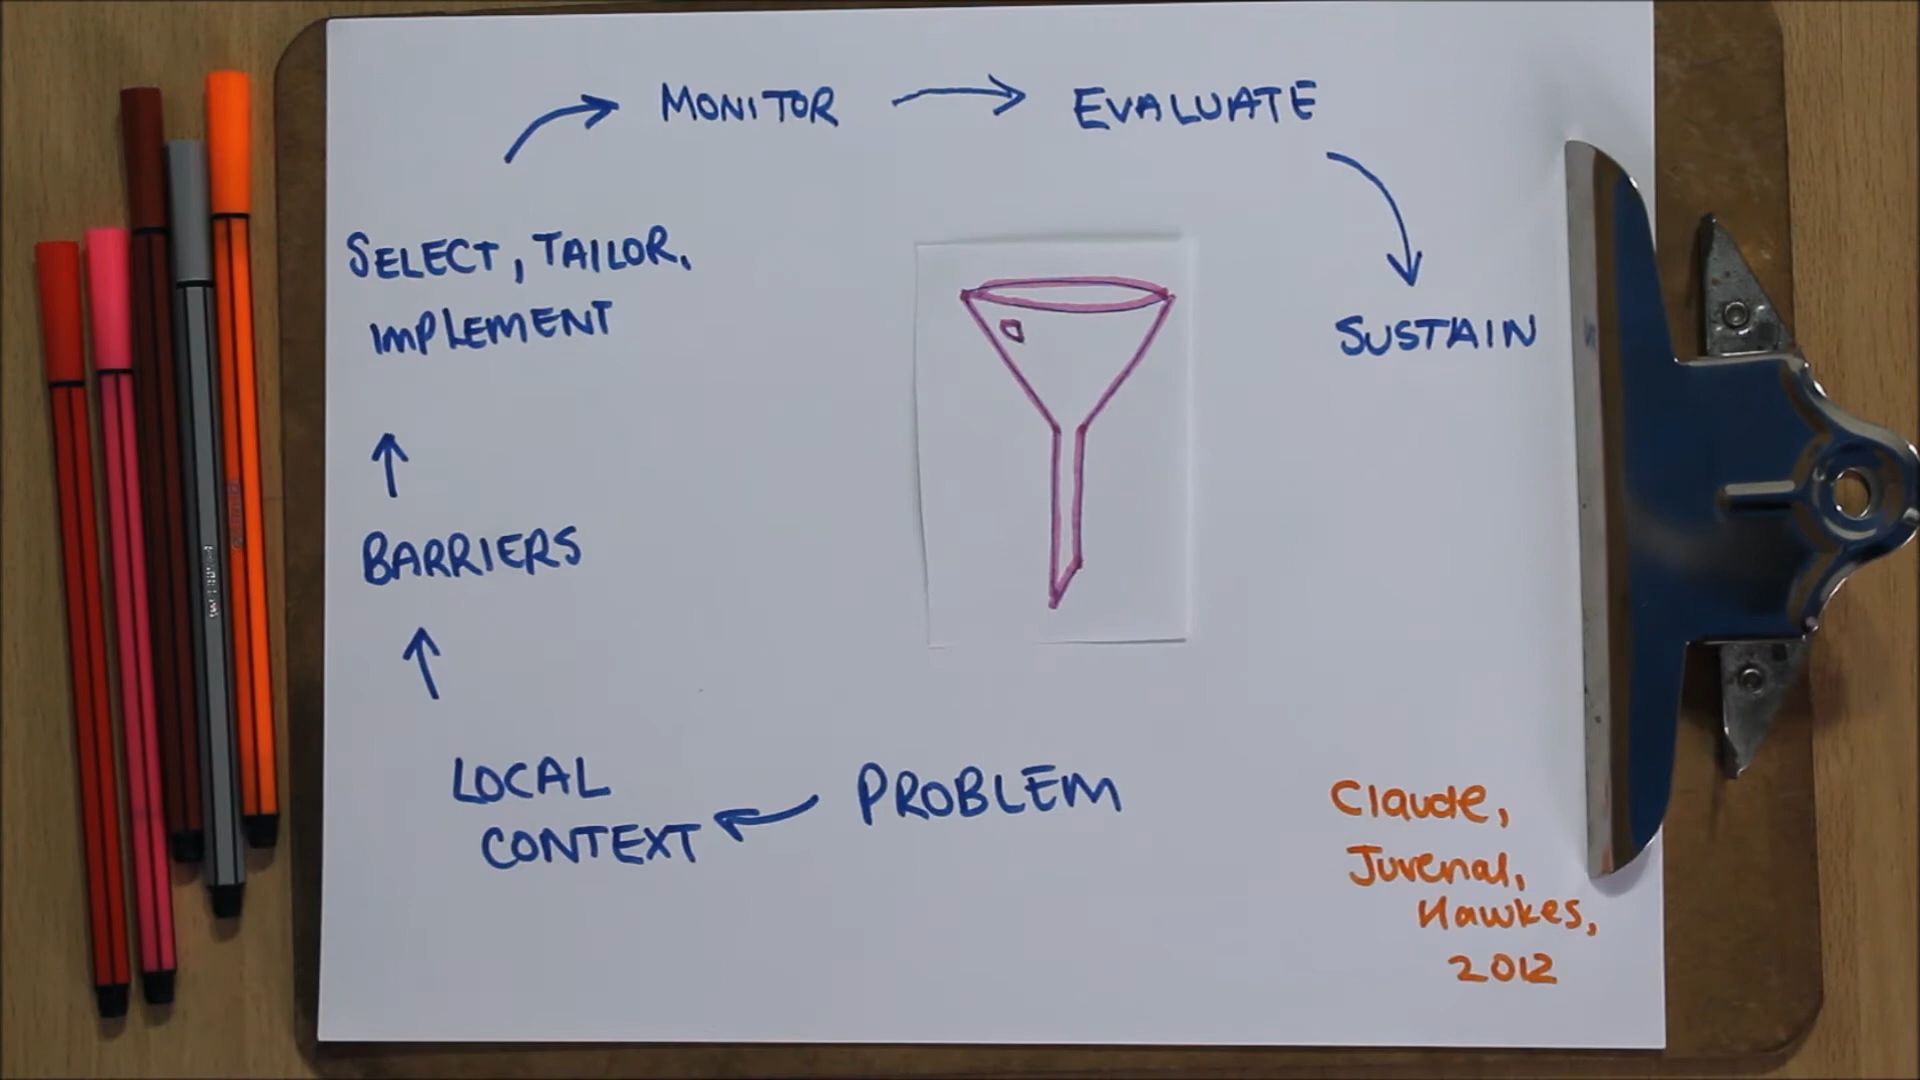 MONITOR
EVALUATE
SELECT, TAILOR,
IMPLEMENT
SUSTAIN
BARRIERS
LOCAL
CONTEXT
PROBLEM
Claude,
Juvenal,
Hawkes,
2012